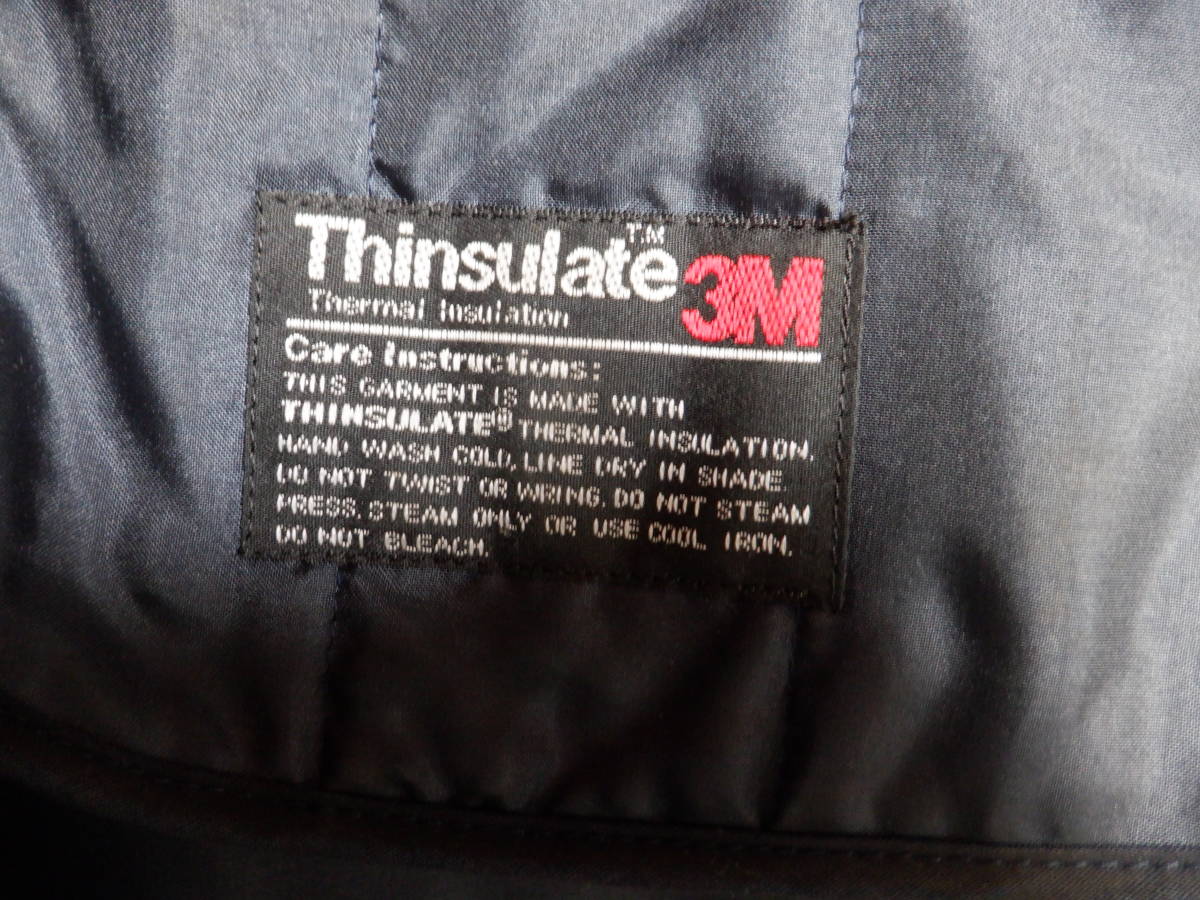 Thinsulate T.M. 3M
Thermal Insulation
Care Instructions:
THIS GARMENT IS MADE WITH
THINSULATE® THERMAL INSULATION.
HAND WASH COLD, LINE DRY IN SHADE
DO NOT TWIST OR WRING. DO NOT STEAM
PRESS STEAM ONLY OR USE COOL IRON.
DO NOT BLEACH.